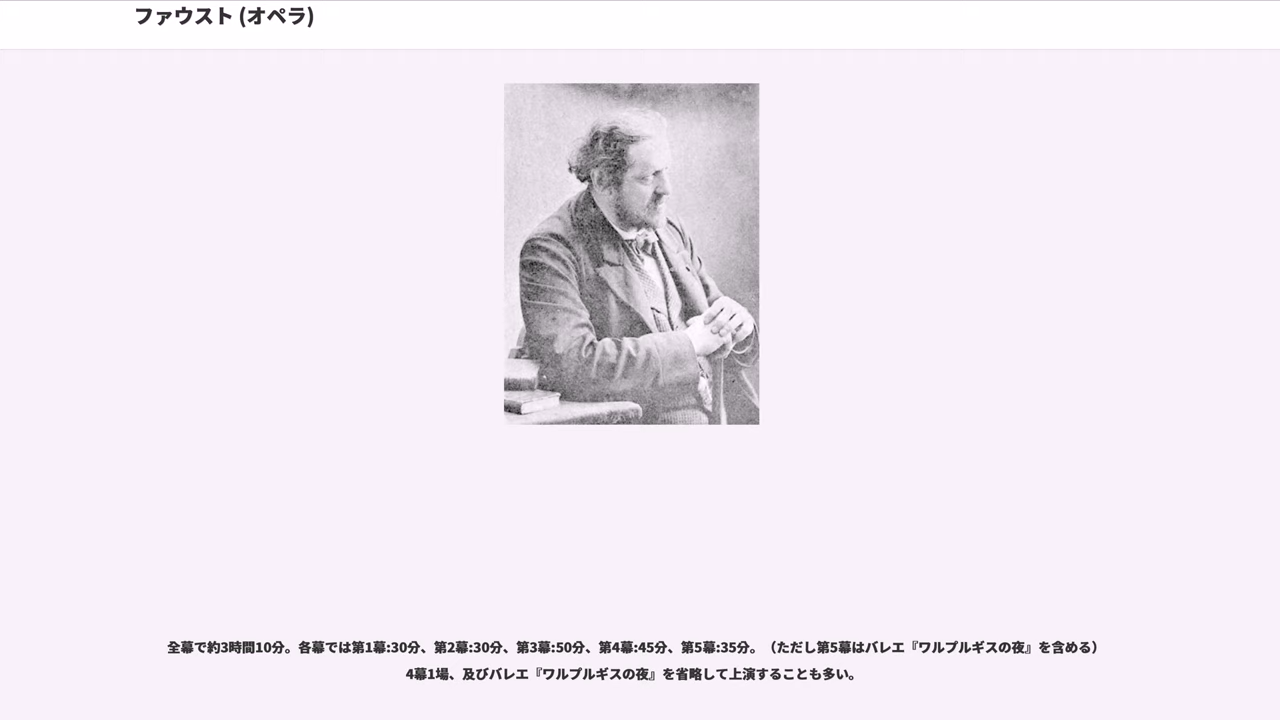 ファウスト (オペラ)
全幕で約3時間10分。各幕では第1幕:30分、第2幕:30分、第3幕:50分、第4幕:45分、第5幕:35分。（ただし第5幕はバレエ『ワルプルギスの夜』を含める）
4幕1場、及びバレエ『ワルプルギスの夜』を省略して上演することも多い。